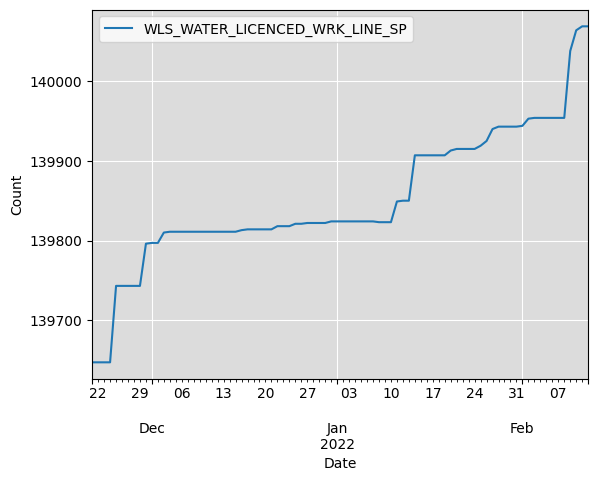 WLS_WATER_LICENCED_WRK_LINE_SP
140000
139900
139800
139700
Count
22 29 06 13 20 27 03 10 17 24 31 07
Dec Jan Feb
2022
Date